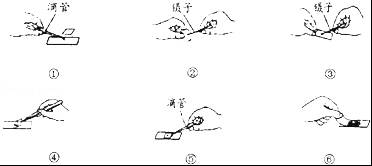 滴管 镊子 镊子
① ② ③
滴管
④ ⑤ ⑥